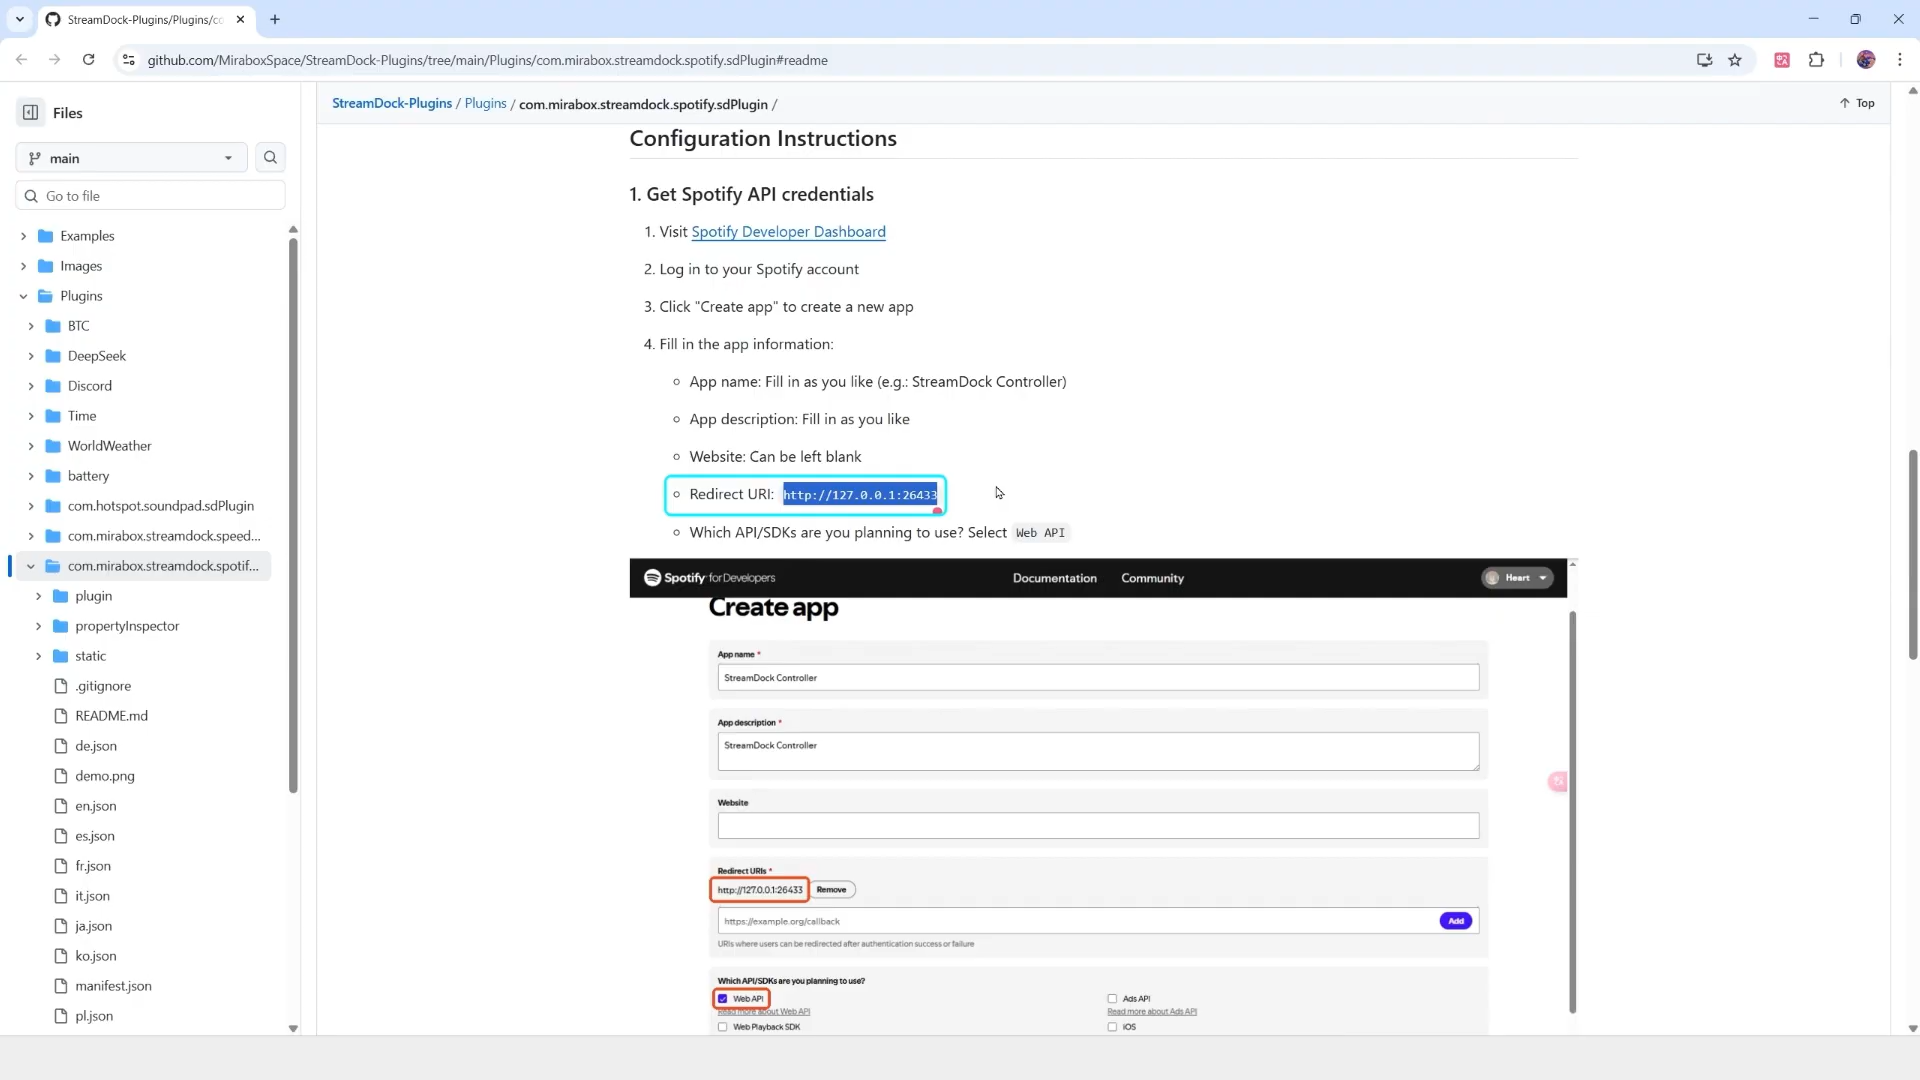 StreamDock-Plugins/Plugins/co
github.com/MiraboxSpace/StreamDock-Plugins/tree/main/Plugins/com.mirabox.streamdock.spotify.sdPlugin#readme
Files
main
Go to file
Examples
Images
Plugins
BTC
DeepSeek
Discord
Time
WorldWeather
battery
com.hotspot.soundpad.sdPlugin
com.mirabox.streamdock.speed...
com.mirabox.streamdock.spotif...
plugin
propertyInspector
static
.gitignore
README.md
de.json
demo.png
en.json
es.json
fr.json
it.json
ja.json
ko.json
manifest.json
pl.json
StreamDock-Plugins / Plugins / com.mirabox.streamdock.spotify.sdPlugin /
Top
Configuration Instructions
1. Get Spotify API credentials
1. Visit Spotify Developer Dashboard
2. Log in to your Spotify account
3. Click "Create app" to create a new app
4. Fill in the app information:
App name: Fill in as you like (e.g.: StreamDock Controller)
App description: Fill in as you like
Website: Can be left blank
Redirect URI: http://127.0.0.1:26433
Which API/SDKs are you planning to use? Select Web API
Spotify for Developers
Documentation
Community
Heart
Create app
App name *
StreamDock Controller
App description *
StreamDock Controller
Website
Redirect URIs *
http://127.0.0.1:26433
Remove
https://example.org/callback
Add
URIs where users can be redirected after authentication success or failure
Which API/SDKs are you planning to use?
Web API
Read more about Web API
Ads API
Read more about Ads API
Web Playback SDK
iOS